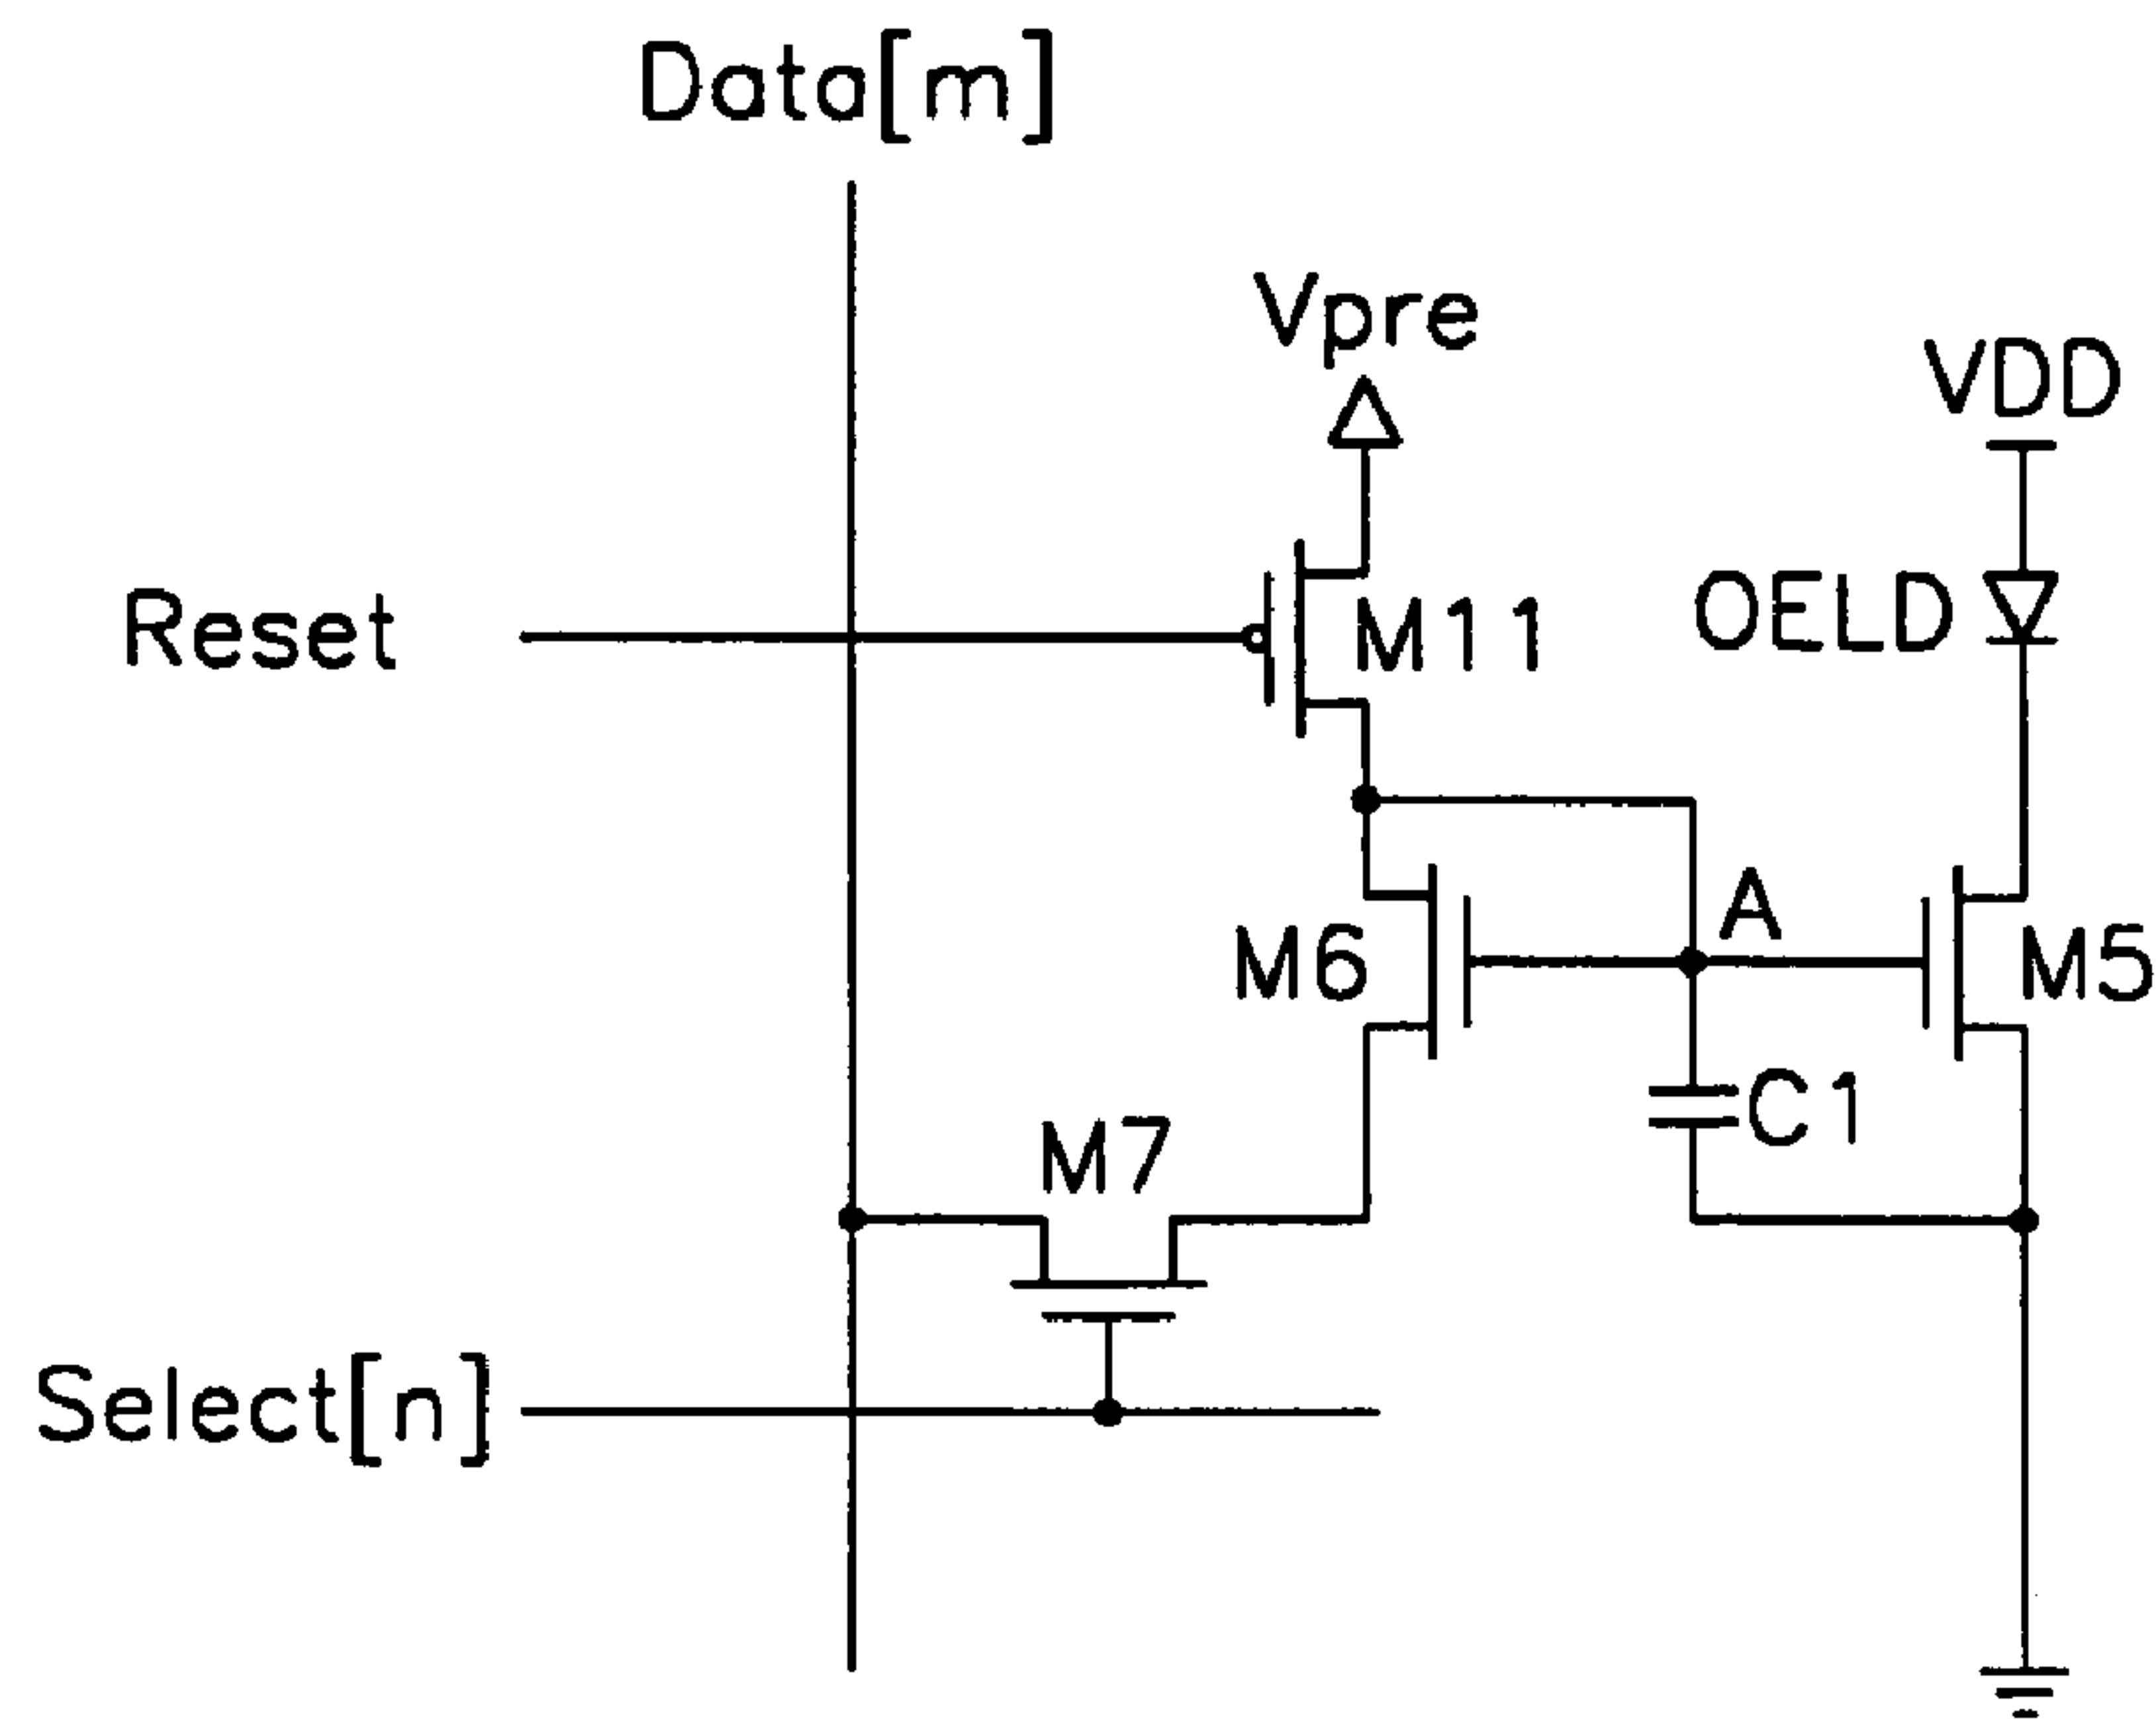 Data[m]
Vpre
VDD
Reset
M11
OELD
A
M6
M5
C1
M7
Select[n]